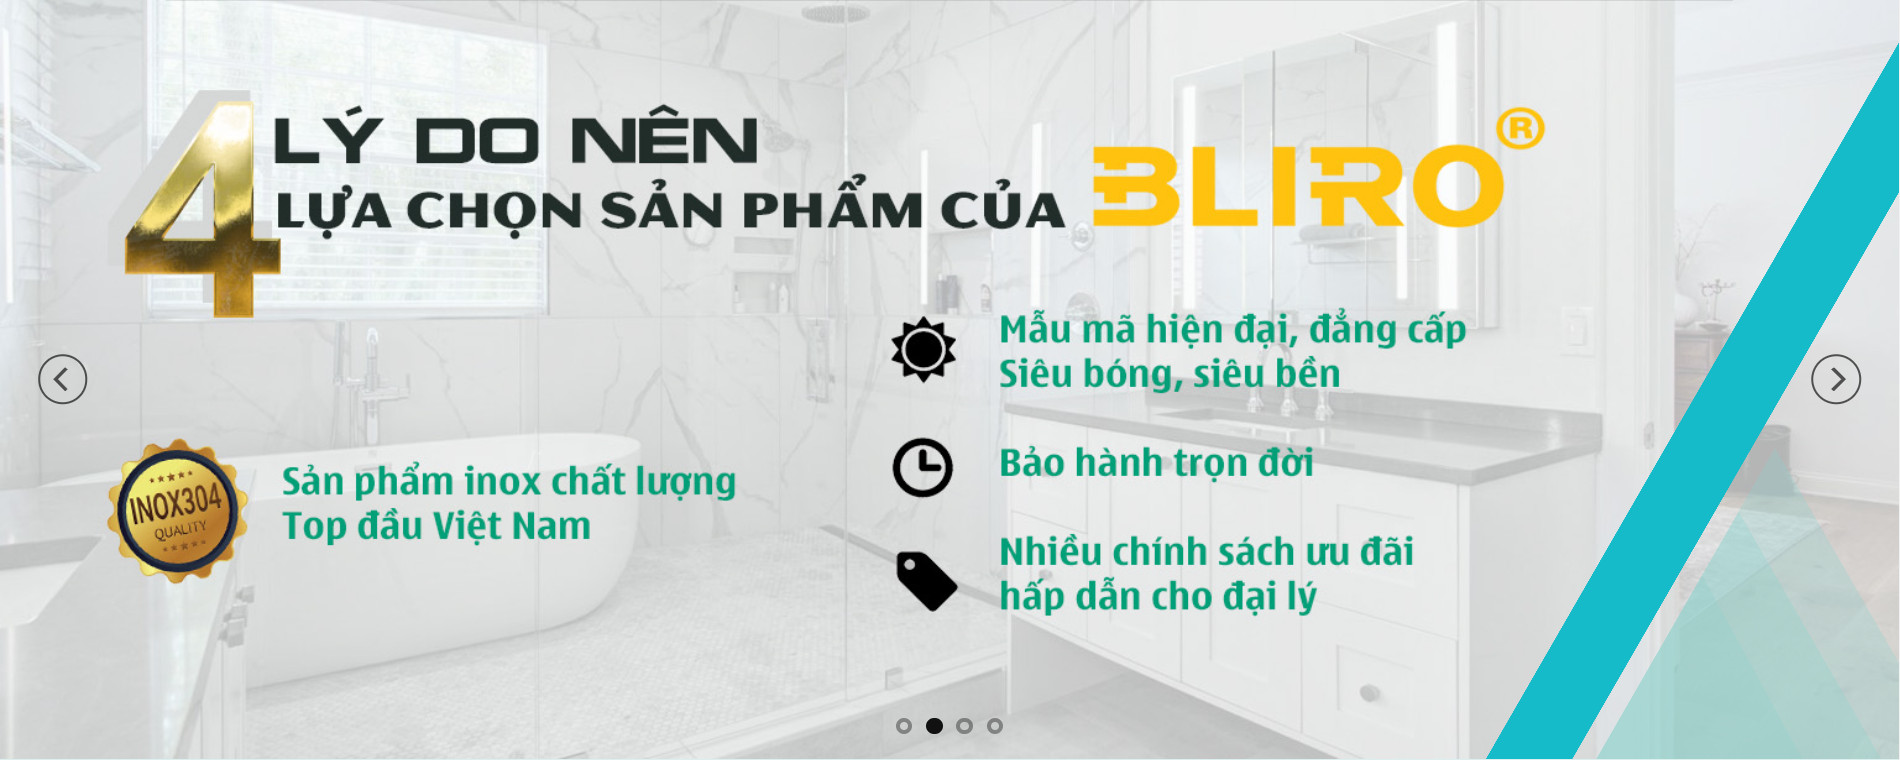 4 LÝ DO NÊN
LỰA CHỌN SẢN PHẨM CỦA BLIRO®
INOX304
QUALITY
Sản phẩm inox chất lượng
Top đầu Việt Nam
Mẫu mã hiện đại, đẳng cấp
Siêu bóng, siêu bền
Bảo hành trọn đời
Nhiều chính sách ưu đãi
hấp dẫn cho đại lý